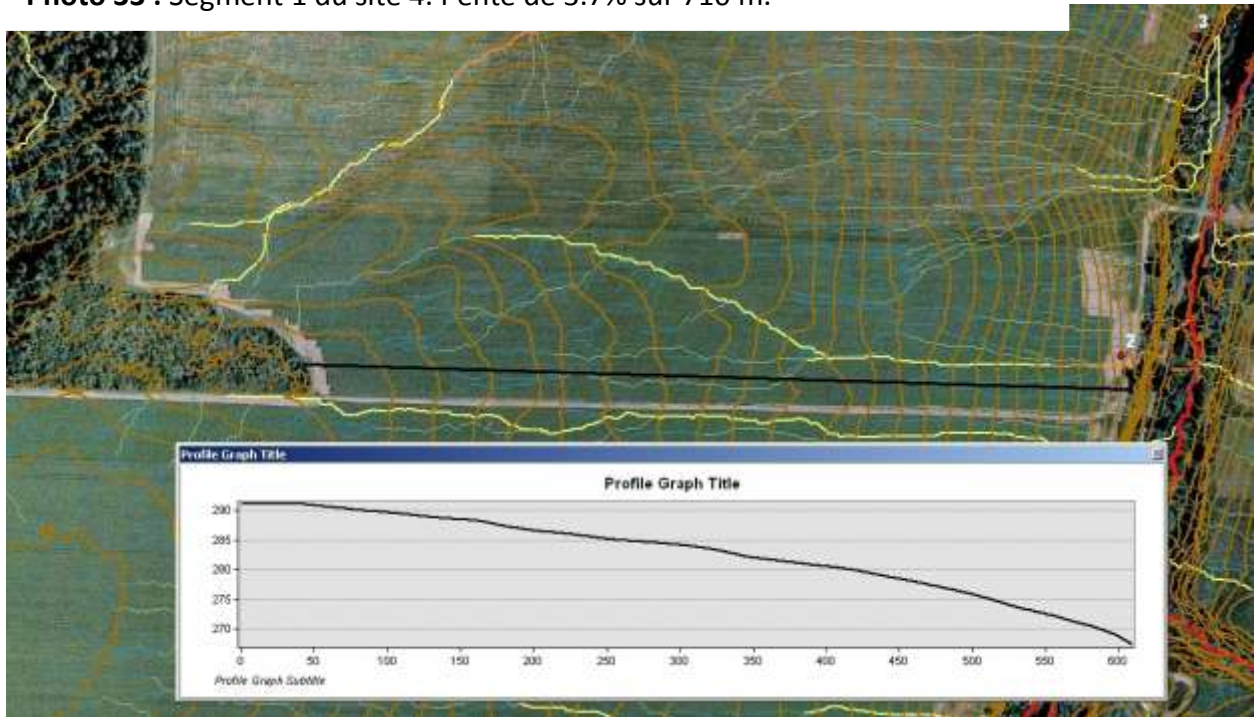 Photo 33 : Segment 1 du site 4. Pente de 3.7% sur 710 m.
3
2
Profile Graph Title
Profile Graph Title
290
285
280
275
270
0 50 100 150 200 250 300 350 400 450 500 550 600
Profile Graph Subtitle